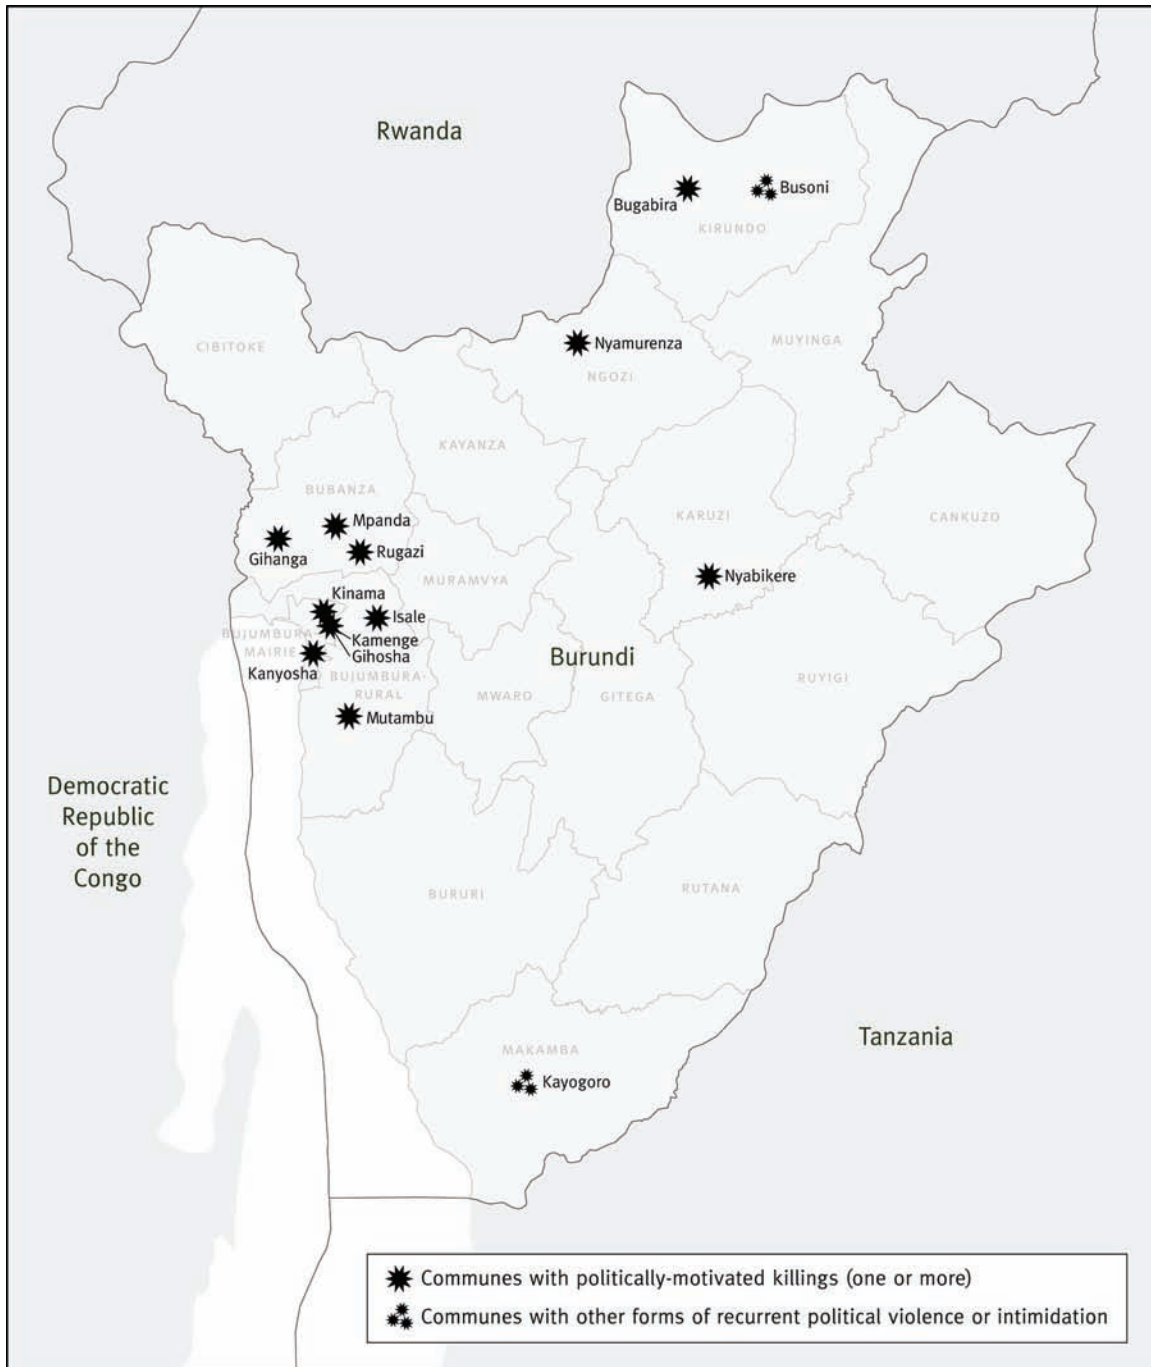 Rwanda
Bugabira
Busoni
KIRUNDO
CIBITOKE
Nyamurenza
NGOZI
MUYINGA
KAYANZA
BUBANZA
Mpanda
Gihanga
Rugazi
KARUZI
CANKUZO
MURAMVYA
Nyabikere
Kinama
Isale
BUJUMBURA-
MAIRIE
Kamenge
Gihosha
Kanyosha
BUJUMBURA-
RURAL
Burundi
MWARO
GITEGA
RUYIGI
Mutambu
Democratic
Republic
of the
Congo
BURURI
RUTANA
Tanzania
MAKAMBA
Kayogoro
Communes with politically-motivated killings (one or more)
Communes with other forms of recurrent political violence or intimidation